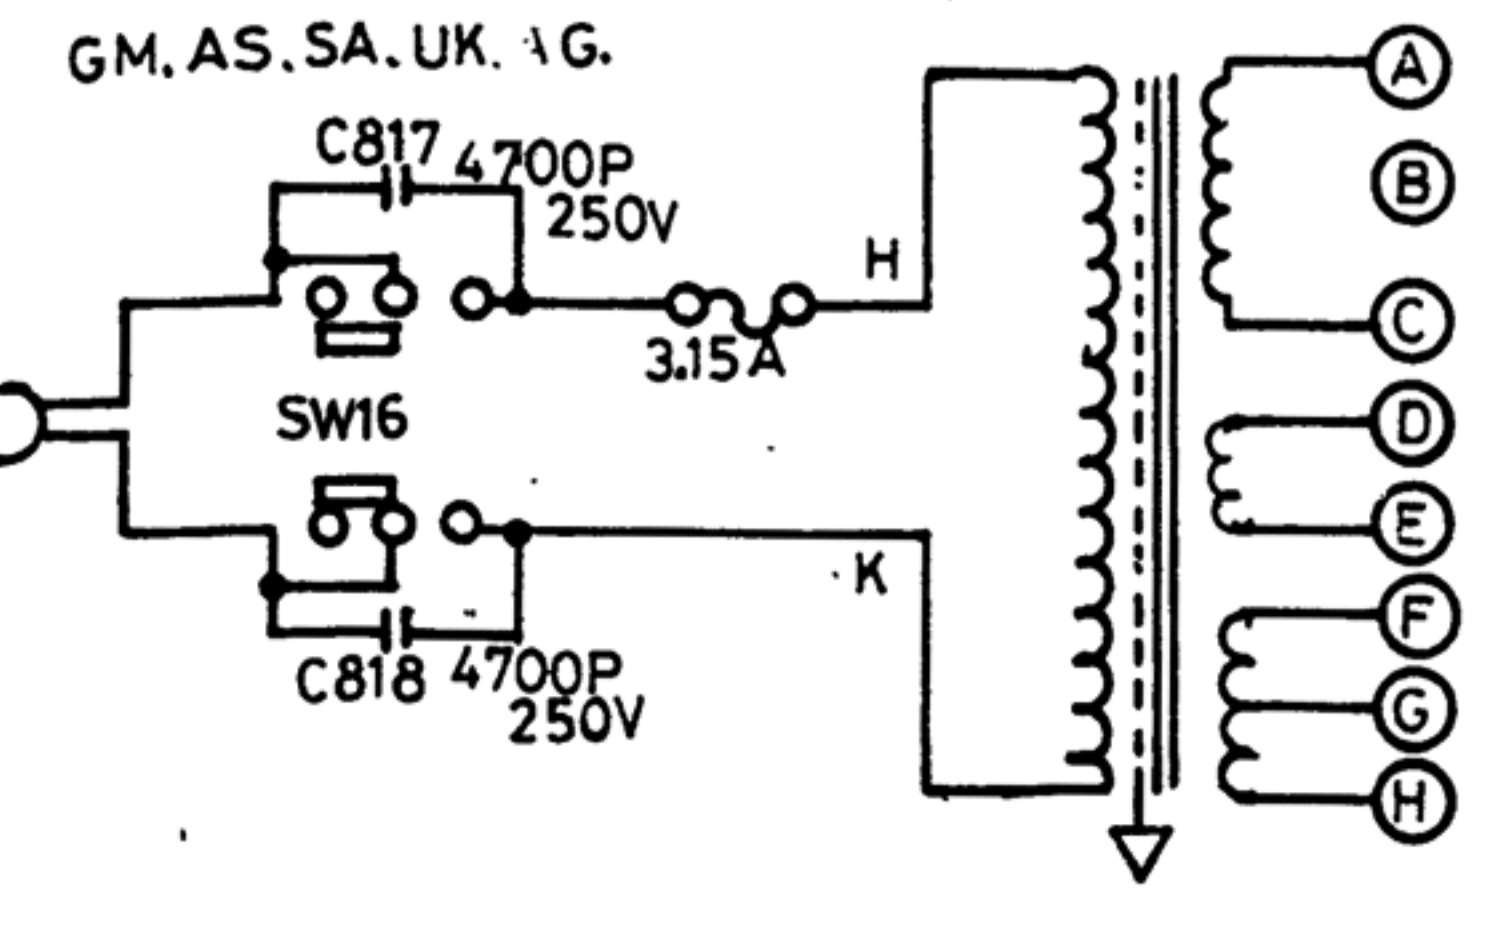 GM. AS. SA. UK. G.
C817 4700P
250V
H
3.15A
SW16
K
C818 4700P
250V
A
B
C
D
E
F
G
H